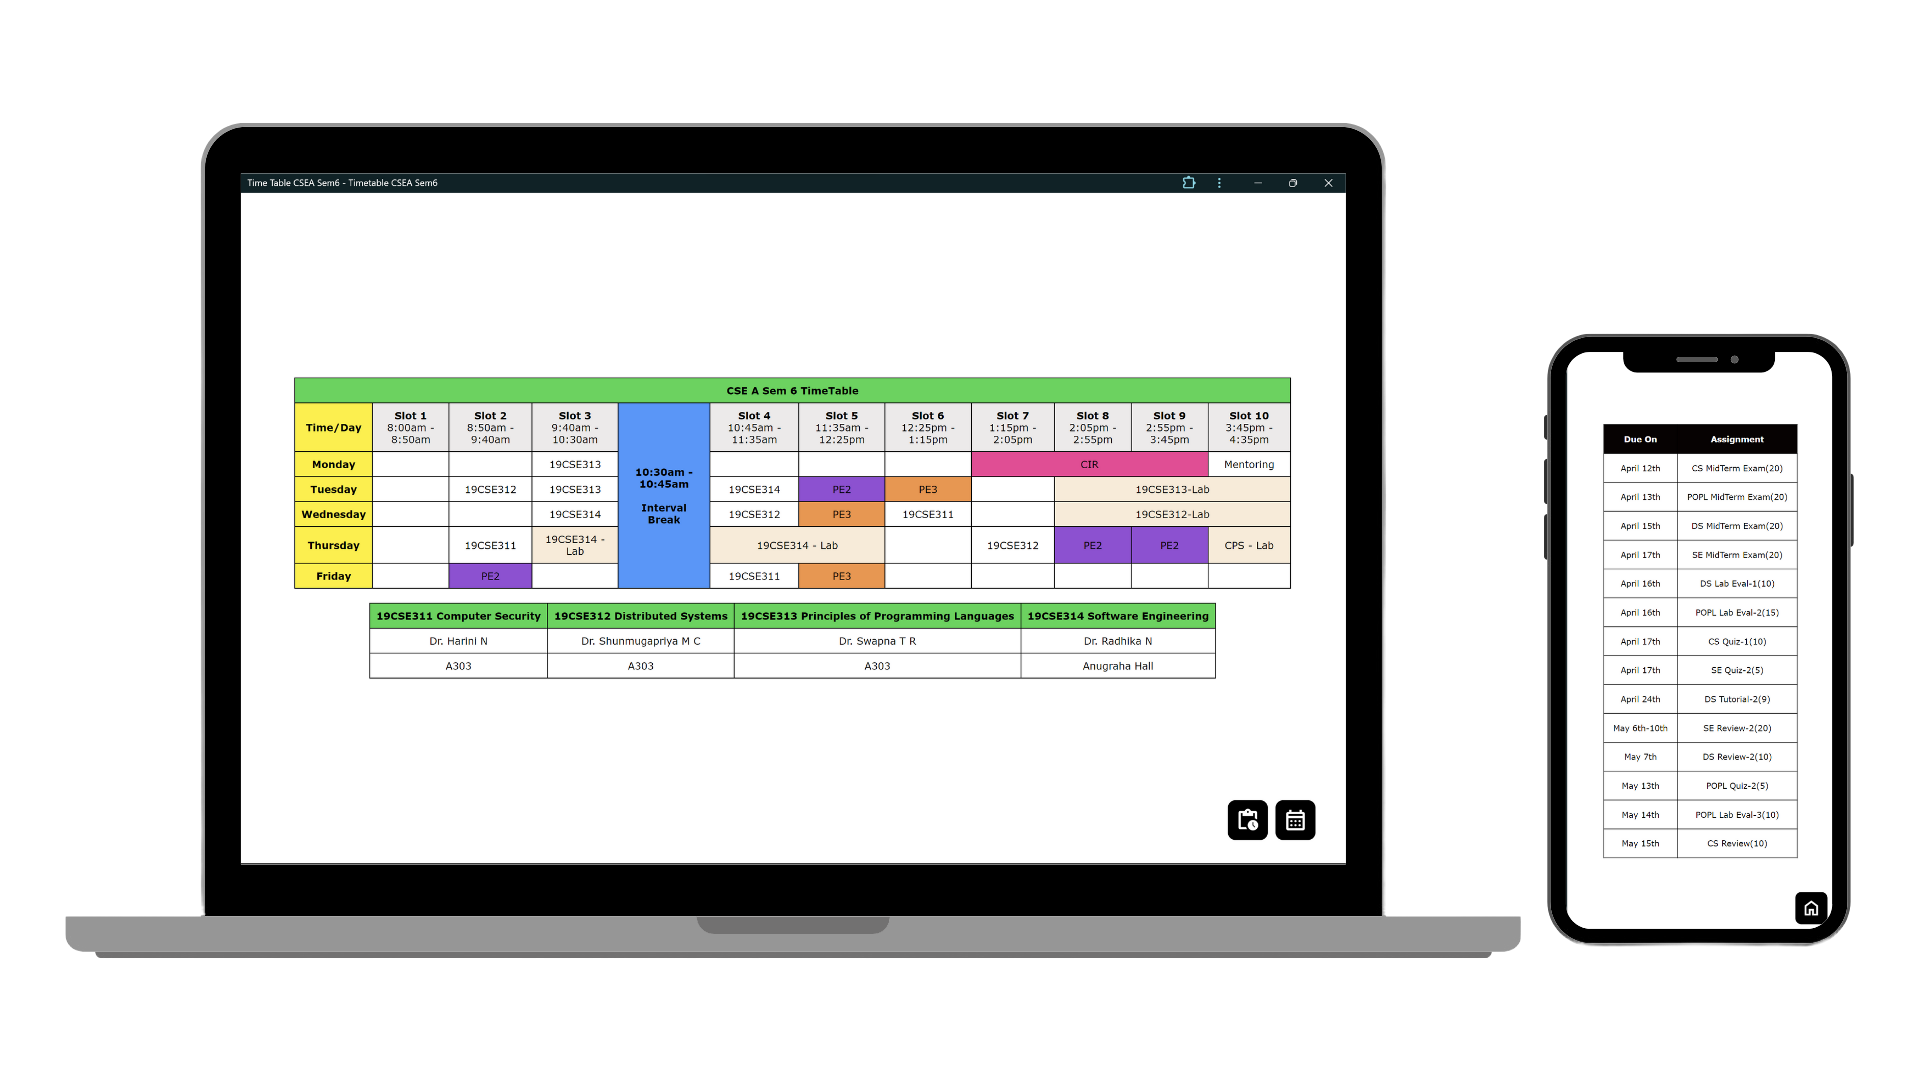 Time Table CSEA Sem6 - Timetable CSEA Sem6
CSE A Sem 6 TimeTable
Time/Day
Slot 1
8:00am -
8:50am
Slot 2
8:50am -
9:40am
Slot 3
9:40am -
10:30am
10:30am -
10:45am
Interval
Break
Slot 4
10:45am -
11:35am
Slot 5
11:35am -
12:25pm
Slot 6
12:25pm -
1:15pm
Slot 7
1:15pm -
2:05pm
Slot 8
2:05pm -
2:55pm
Slot 9
2:55pm -
3:45pm
Slot 10
3:45pm -
4:35pm
Monday 19CSE313 CIR Mentoring
Tuesday 19CSE312 19CSE313 19CSE314 PE2 PE3 19CSE313-Lab
Wednesday 19CSE314 19CSE312 PE3 19CSE311 19CSE312-Lab
Thursday 19CSE311 19CSE314 -
Lab
19CSE314 - Lab 19CSE312 PE2 PE2 CPS - Lab
Friday PE2 19CSE311 PE3
19CSE311 Computer Security 19CSE312 Distributed Systems 19CSE313 Principles of Programming Languages 19CSE314 Software Engineering
Dr. Harini N Dr. Shunmugapriya M C Dr. Swapna T R Dr. Radhika N
A303 A303 A303 Anugraha Hall
Due On Assignment
April 12th CS MidTerm Exam(20)
April 13th POPL MidTerm Exam(20)
April 15th DS MidTerm Exam(20)
April 17th SE MidTerm Exam(20)
April 16th DS Lab Eval-1(10)
April 16th POPL Lab Eval-2(15)
April 17th CS Quiz-1(10)
April 17th SE Quiz-2(5)
April 24th DS Tutorial-2(9)
May 6th-10th SE Review-2(20)
May 7th DS Review-2(10)
May 13th POPL Quiz-2(5)
May 14th POPL Lab Eval-3(10)
May 15th CS Review(10)